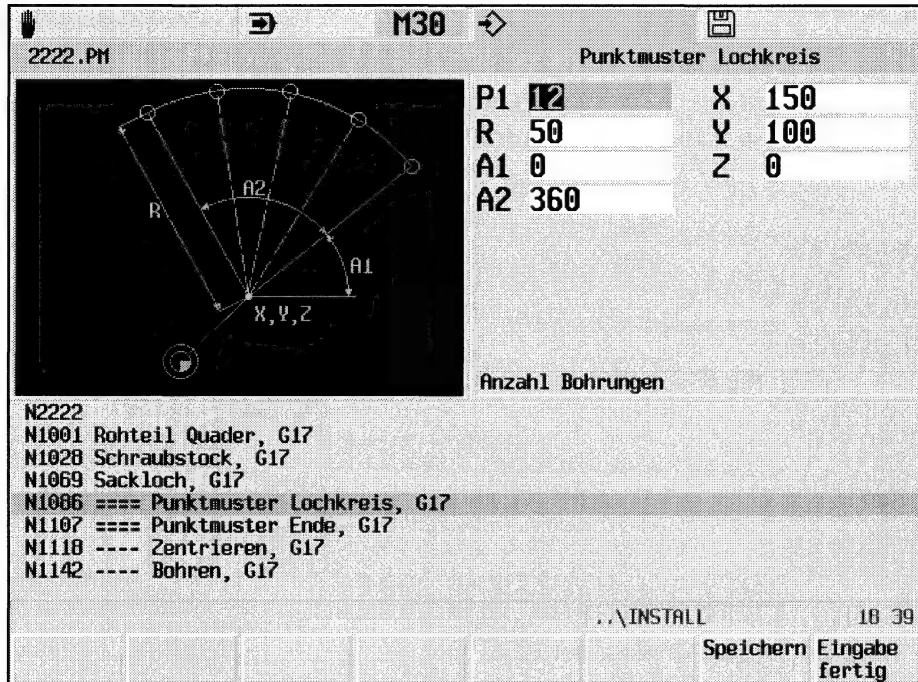 M30
2222.PM
Punktmuster Lochkreis
P1 12 X 150
R 50 Y 100
A1 0 Z 0
A2 360
A2
R
A1
X,Y,Z
Anzahl Bohrungen
N2222
N1001 Rohteil Quader, G17
N1028 Schraubstock, G17
N1069 Sackloch, G17
N1086 ==== Punktmuster Lochkreis, G17
N1107 ==== Punktmuster Ende, G17
N1118 ---- Zentrieren, G17
N1142 ---- Bohren, G17
..\INSTALL 18 39
Speichern Eingabe
fertig